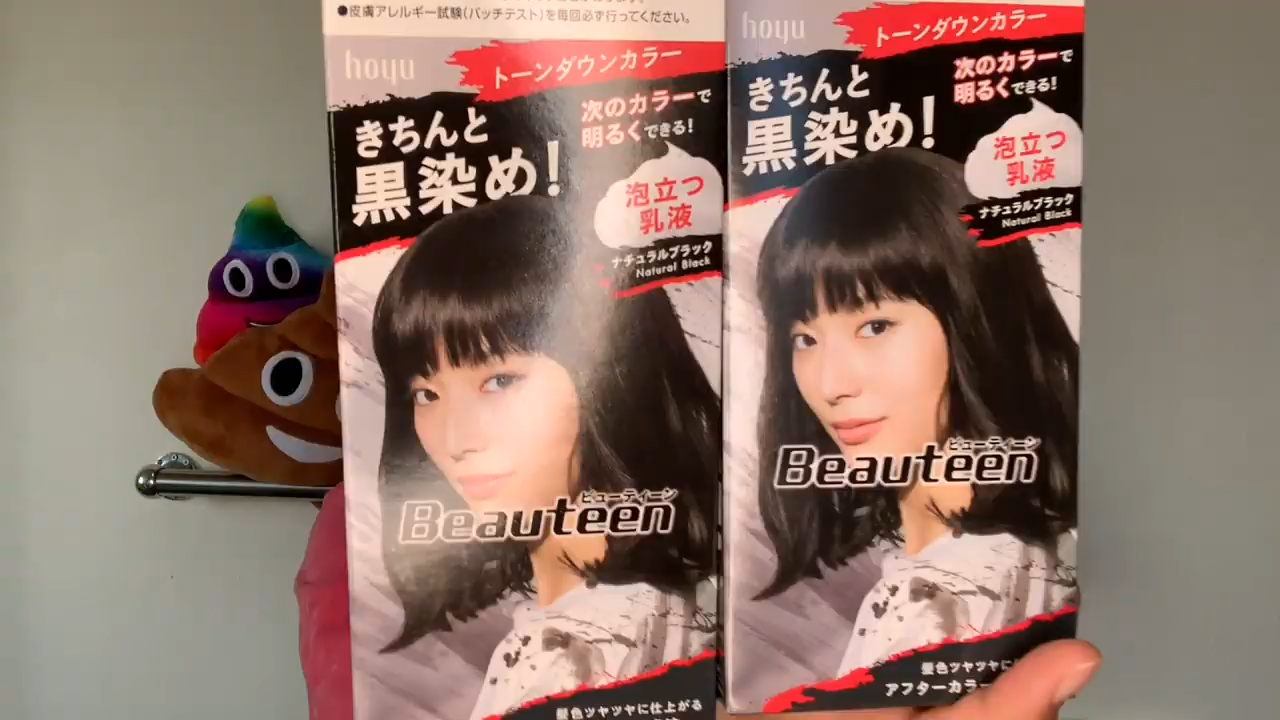 ●皮膚アレルギー試験(パッチテスト)を毎回必ず行ってください。
hoyu
トーンダウンカラー
きちんと
黒染め!
次のカラーで
明るくできる!
泡立つ
乳液
ナチュラルブラック
Natural Black
ビューティーン
Beauteen
髪色ツヤツヤに仕上がる
hoyu
トーンダウンカラー
きちんと
黒染め!
次のカラーで
明るくできる!
泡立つ
乳液
ナチュラルブラック
Natural Black
ビューティーン
Beauteen
髪色ツヤツヤに
アフターカラー